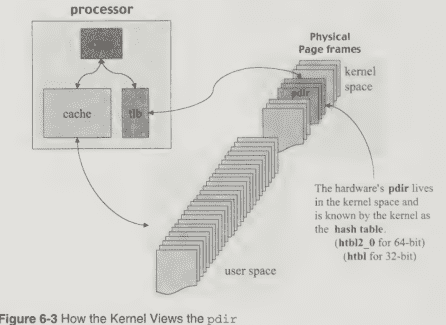 processor
Physical
Page frames
kernel
space
pdir
cache
tlb
The hardware's pdir lives
in the kernel space and
is known by the kernel as
the hash table.
(htbl2_0 for 64-bit)
(htbl for 32-bit)
user space
Figure 6-3 How the Kernel Views the pdir